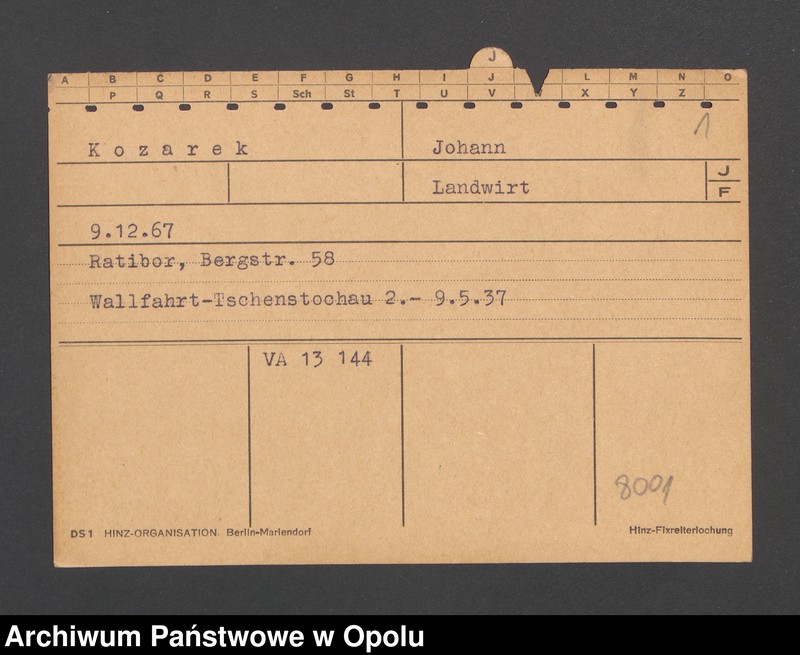 J
A B C D E F G H I J L M N O
P Q R S Sch St T U V W X Y Z
1
Kozarek Johann
Landwirt J
F
9.12.67
Ratibor, Bergstr. 58
Wallfahrt-Tschenstochau 2.- 9.5.37
VA 13 144
8001
DS1 HINZ-ORGANISATION. Berlin-Mariendorf Hinz-Fixreiterlochung
Archiwum Państwowe w Opolu